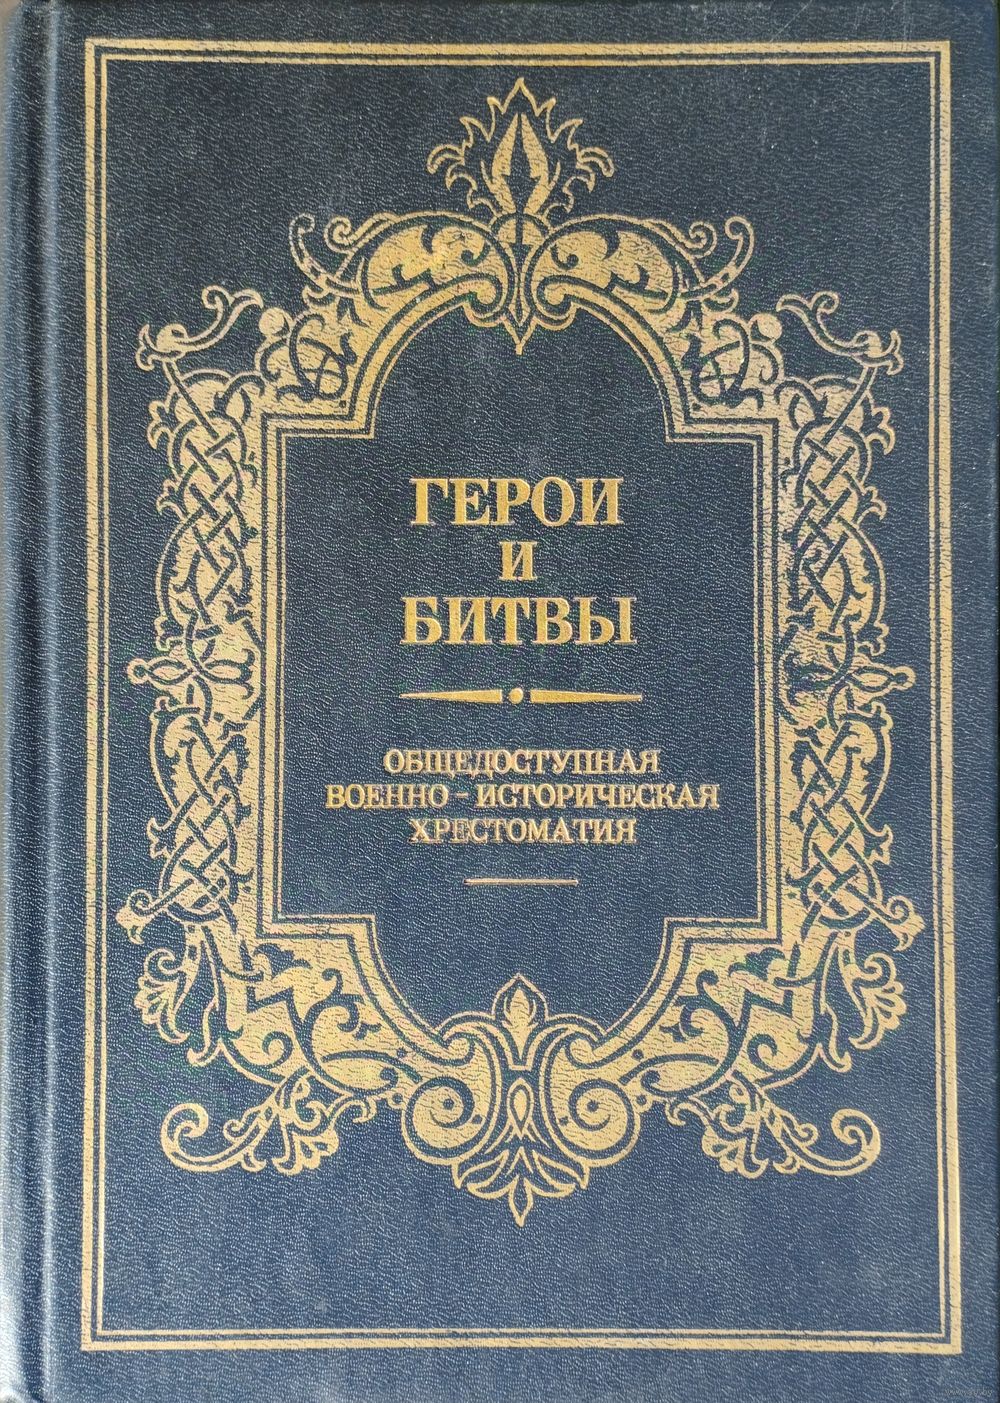 ГЕРОИ
И
БИТВЫ
ОБЩЕДОСТУПНАЯ
ВОЕННО-ИСТОРИЧЕСКАЯ
ХРЕСТОМАТИЯ